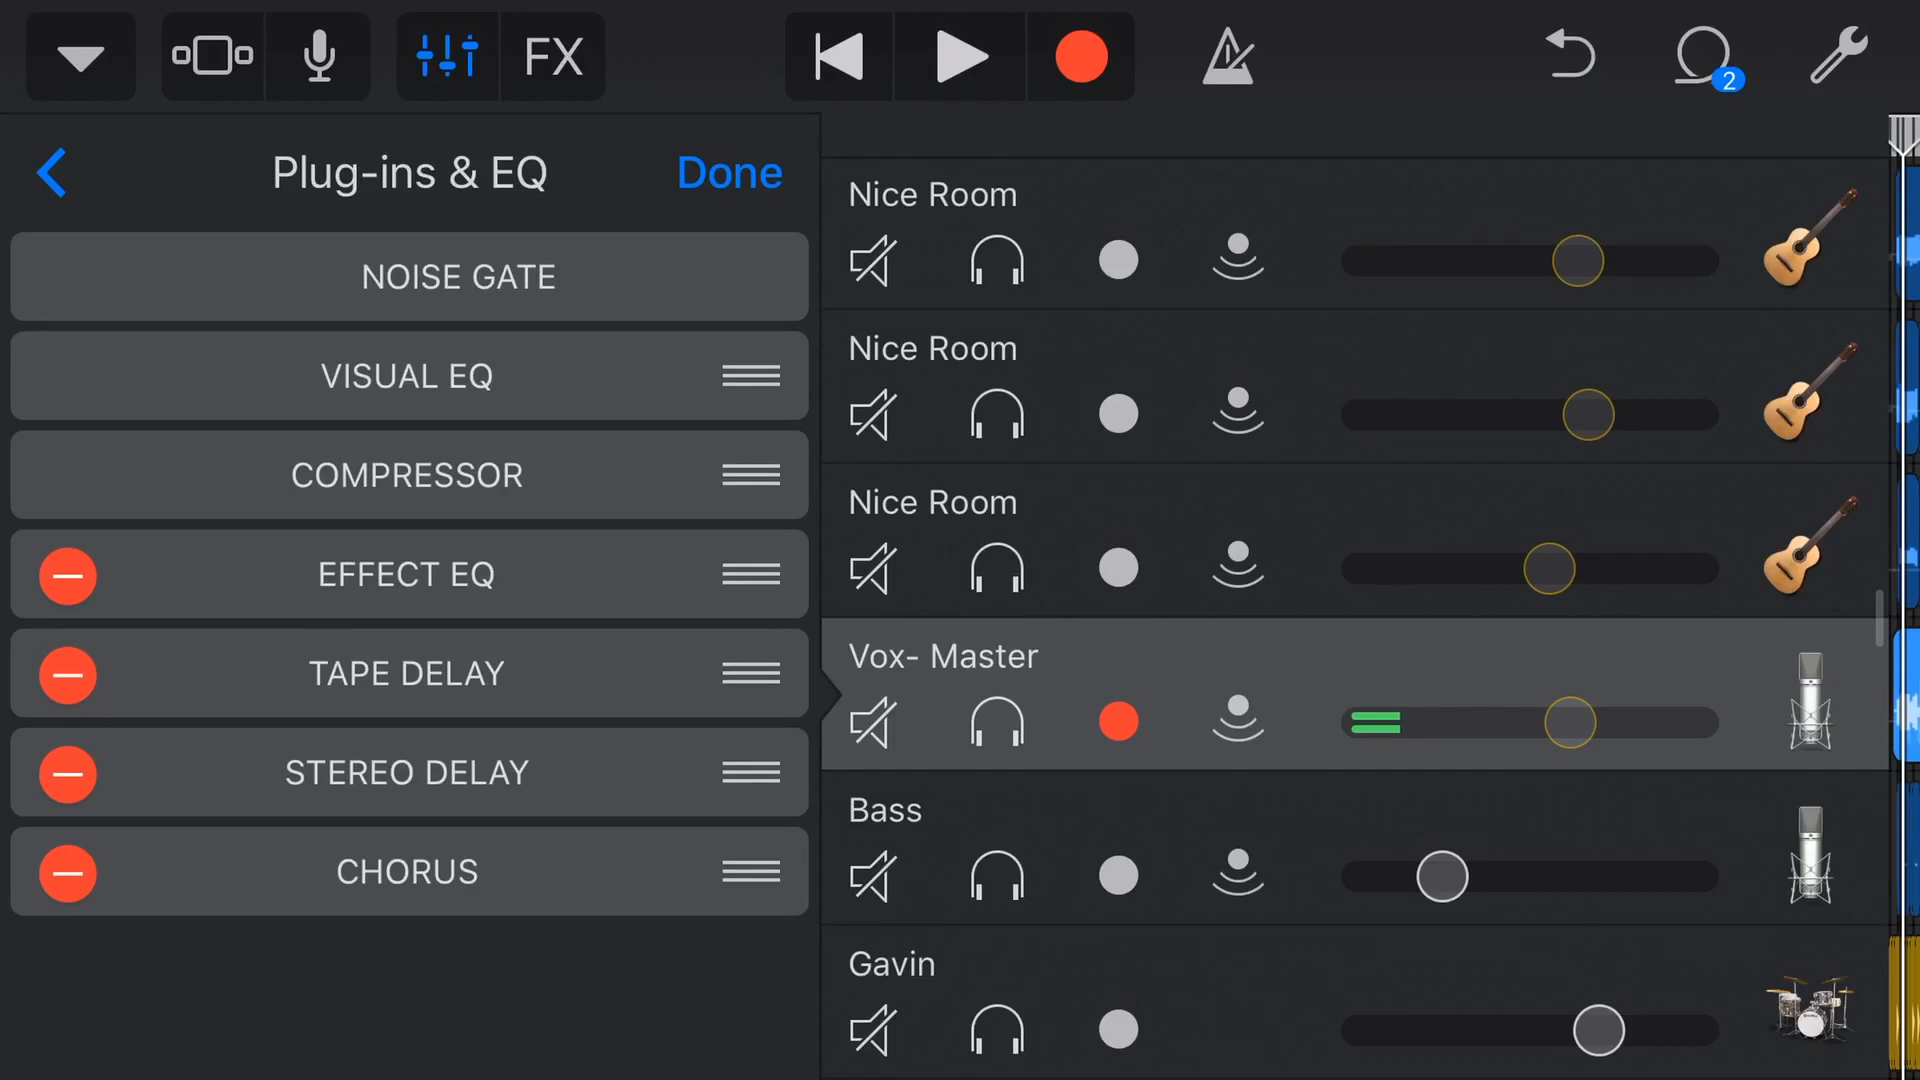 FX
2
Plug-ins & EQ
Done
NOISE GATE
VISUAL EQ
COMPRESSOR
EFFECT EQ
TAPE DELAY
STEREO DELAY
CHORUS
Nice Room
Nice Room
Nice Room
Vox- Master
Bass
Gavin